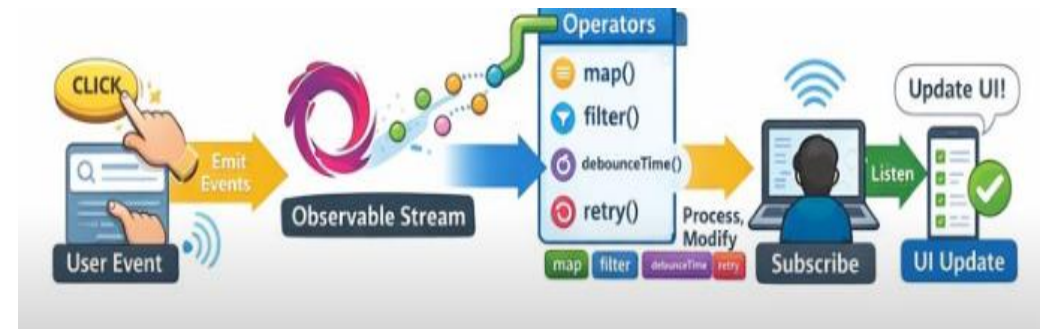 CLICK
Emit
Events
User Event
Observable Stream
Operators
map()
filter()
debounceTime()
retry()
map filter debounceTime retry
Process,
Modify
Subscribe
Listen
Update UI!
UI Update